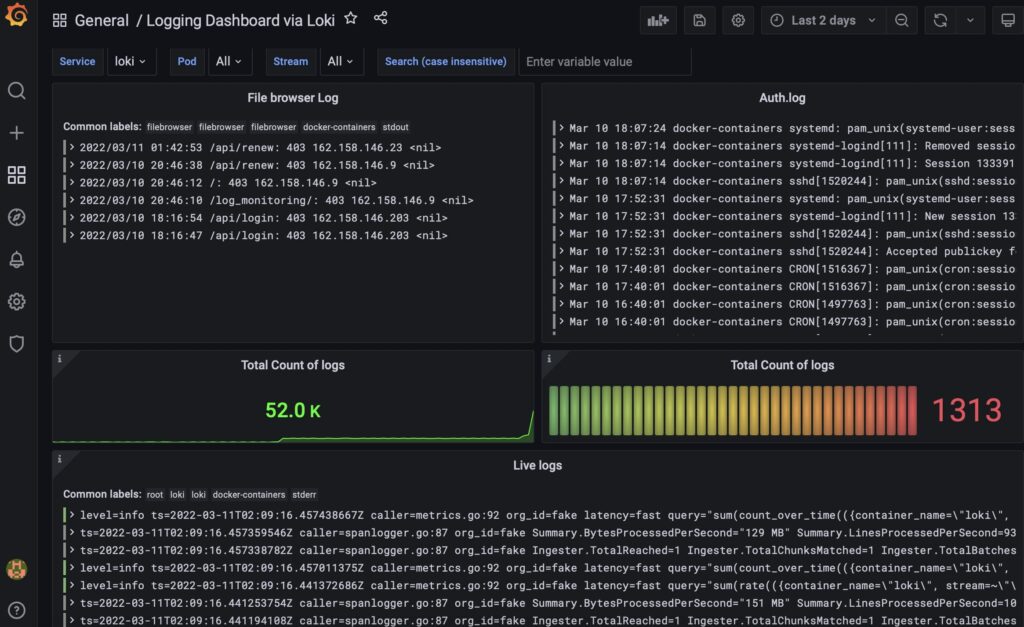 General / Logging Dashboard via Loki
Last 2 days
Service loki Pod All Stream All Search (case insensitive) Enter variable value
File browser Log
Common labels: filebrowser filebrowser filebrowser docker-containers stdout
> 2022/03/11 01:42:53 /api/renew: 403 162.158.146.23 <nil>
> 2022/03/10 20:46:38 /api/renew: 403 162.158.146.9 <nil>
> 2022/03/10 20:46:12 /: 403 162.158.146.9 <nil>
> 2022/03/10 20:46:10 /log_monitoring/: 403 162.158.146.9 <nil>
> 2022/03/10 18:16:54 /api/login: 403 162.158.146.203 <nil>
> 2022/03/10 18:16:47 /api/login: 403 162.158.146.203 <nil>
Auth.log
> Mar 10 18:07:24 docker-containers systemd: pam_unix(systemd-user:sess
> Mar 10 18:07:14 docker-containers systemd-logind[111]: Removed sessio
> Mar 10 18:07:14 docker-containers systemd-logind[111]: Session 133391
> Mar 10 18:07:14 docker-containers sshd[1520244]: pam_unix(sshd:sessio
> Mar 10 17:52:31 docker-containers systemd: pam_unix(systemd-user:sess
> Mar 10 17:52:31 docker-containers systemd-logind[111]: New session 13
> Mar 10 17:52:31 docker-containers sshd[1520244]: pam_unix(sshd:sessio
> Mar 10 17:52:31 docker-containers sshd[1520244]: Accepted publickey f
> Mar 10 17:40:01 docker-containers CRON[1516367]: pam_unix(cron:sessio
> Mar 10 17:40:01 docker-containers CRON[1516367]: pam_unix(cron:sessio
> Mar 10 16:40:01 docker-containers CRON[1497763]: pam_unix(cron:sessio
> Mar 10 16:40:01 docker-containers CRON[1497763]: pam_unix(cron:sessio
Total Count of logs
52.0 K
Total Count of logs
1313
Live logs
Common labels: root loki loki docker-containers stderr
> level=info ts=2022-03-11T02:09:16.457438667Z caller=metrics.go:92 org_id=fake latency=fast query="sum(count_over_time(({container_name=\"loki\",
> ts=2022-03-11T02:09:16.457359546Z caller=spanlogger.go:87 org_id=fake Summary.BytesProcessedPerSecond="129 MB" Summary.LinesProcessedPerSecond=93
> ts=2022-03-11T02:09:16.457338782Z caller=spanlogger.go:87 org_id=fake Ingester.TotalReached=1 Ingester.TotalChunksMatched=1 Ingester.TotalBatches
> level=info ts=2022-03-11T02:09:16.457011375Z caller=metrics.go:92 org_id=fake latency=fast query="sum(count_over_time(({container_name=\"loki\",
> level=info ts=2022-03-11T02:09:16.441372686Z caller=metrics.go:92 org_id=fake latency=fast query="sum(rate(({container_name=\"loki\", stream=~\"\
> ts=2022-03-11T02:09:16.441253754Z caller=spanlogger.go:87 org_id=fake Summary.BytesProcessedPerSecond="151 MB" Summary.LinesProcessedPerSecond=10
> ts=2022-03-11T02:09:16.441194108Z caller=spanlogger.go:87 org_id=fake Ingester.TotalReached=1 Ingester.TotalChunksMatched=1 Ingester.TotalBatches